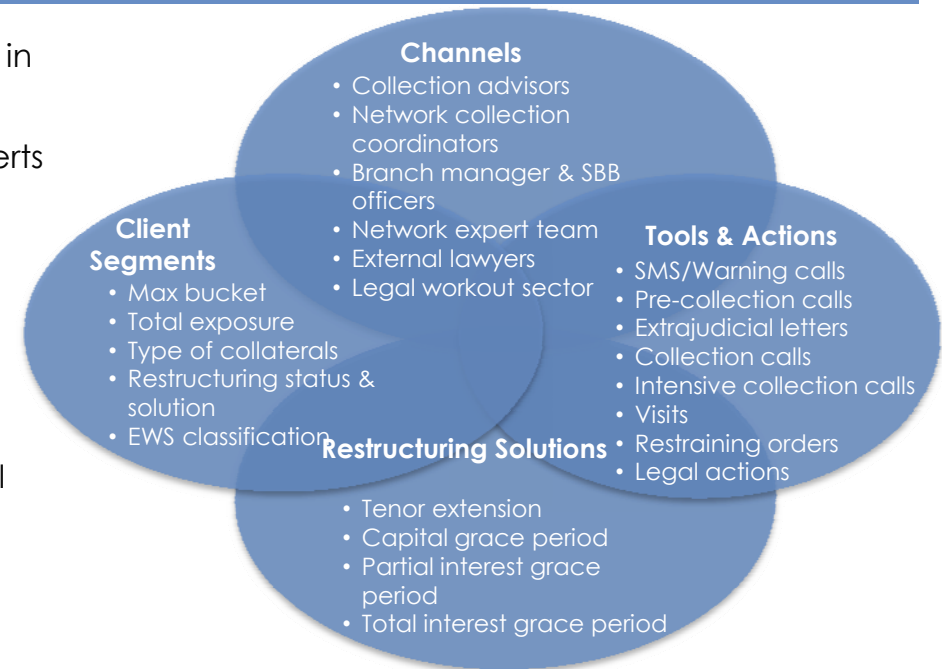 in
erts
l
Channels
• Collection advisors
• Network collection
coordinators
• Branch manager & SBB
officers
• Network expert team
• External lawyers
• Legal workout sector
Client
Segments
• Max bucket
• Total exposure
• Type of collaterals
• Restructuring status &
solution
• EWS classification
Tools & Actions
• SMS/Warning calls
• Pre-collection calls
• Extrajudicial letters
• Collection calls
• Intensive collection calls
• Visits
• Restraining orders
• Legal actions
Restructuring Solutions
• Tenor extension
• Capital grace period
• Partial interest grace
period
• Total interest grace period